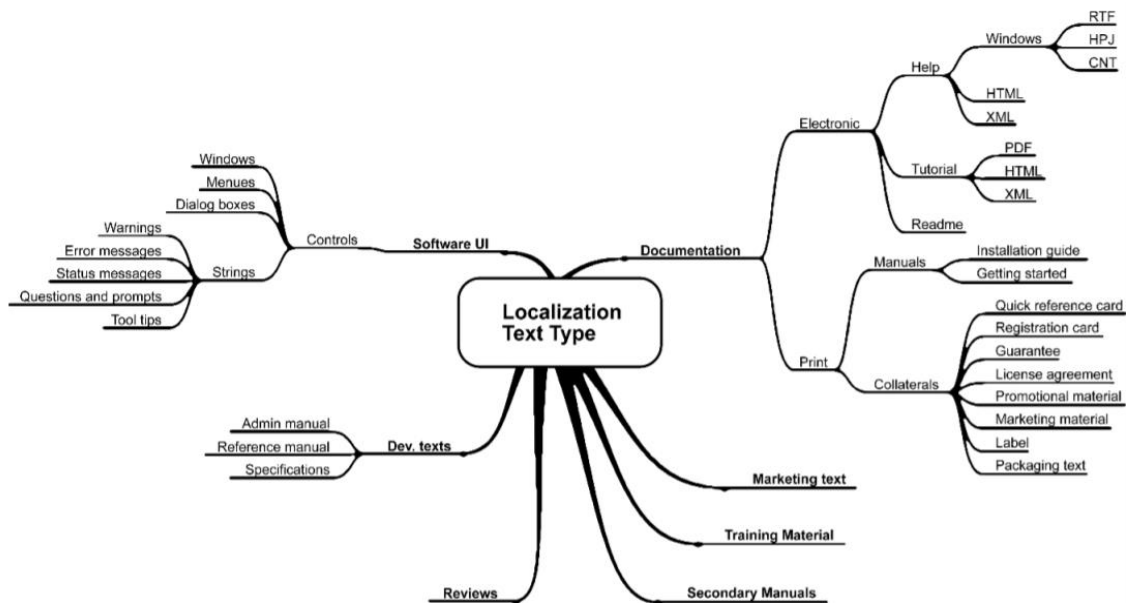 Localization
Text Type
Software UI
Controls
Windows
Menues
Dialog boxes
Strings
Warnings
Error messages
Status messages
Questions and prompts
Tool tips
Documentation
Electronic
Help
Windows
RTF
HPJ
CNT
HTML
XML
Tutorial
PDF
HTML
XML
Readme
Print
Manuals
Installation guide
Getting started
Collaterals
Quick reference card
Registration card
Guarantee
License agreement
Promotional material
Marketing material
Label
Packaging text
Dev. texts
Admin manual
Reference manual
Specifications
Marketing text
Training Material
Secondary Manuals
Reviews